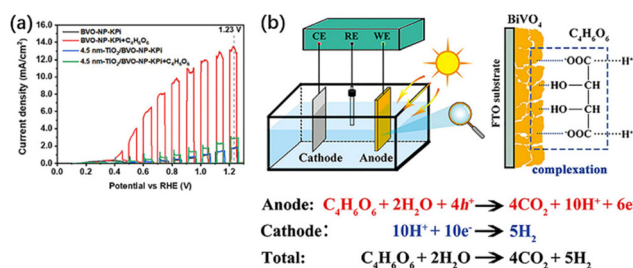 (a)
1.23 V
BVO-NP-KPi
BVO-NP-KPi+C₄H₆O₆
4.5 nm-TiO₂/BVO-NP-KPi
4.5 nm-TiO₂/BVO-NP-KPi+C₄H₆O₆
Current density (mA/cm²)
16.0
14.0
12.0
10.0
8.0
6.0
4.0
2.0
0.0
0.0 0.2 0.4 0.6 0.8 1.0 1.2
Potential vs RHE (V)
(b)
CE RE WE
Cathode Anode
BiVO₄
C₄H₆O₆
FTO substrate
OOC H⁺
HO
HO
OOC H⁺
complexation
Anode: C₄H₆O₆ + 2H₂O + 4h⁺ → 4CO₂ + 10H⁺ + 6e
Cathode: 10H⁺ + 10e⁻ → 5H₂
Total: C₄H₆O₆ + 2H₂O → 4CO₂ + 5H₂